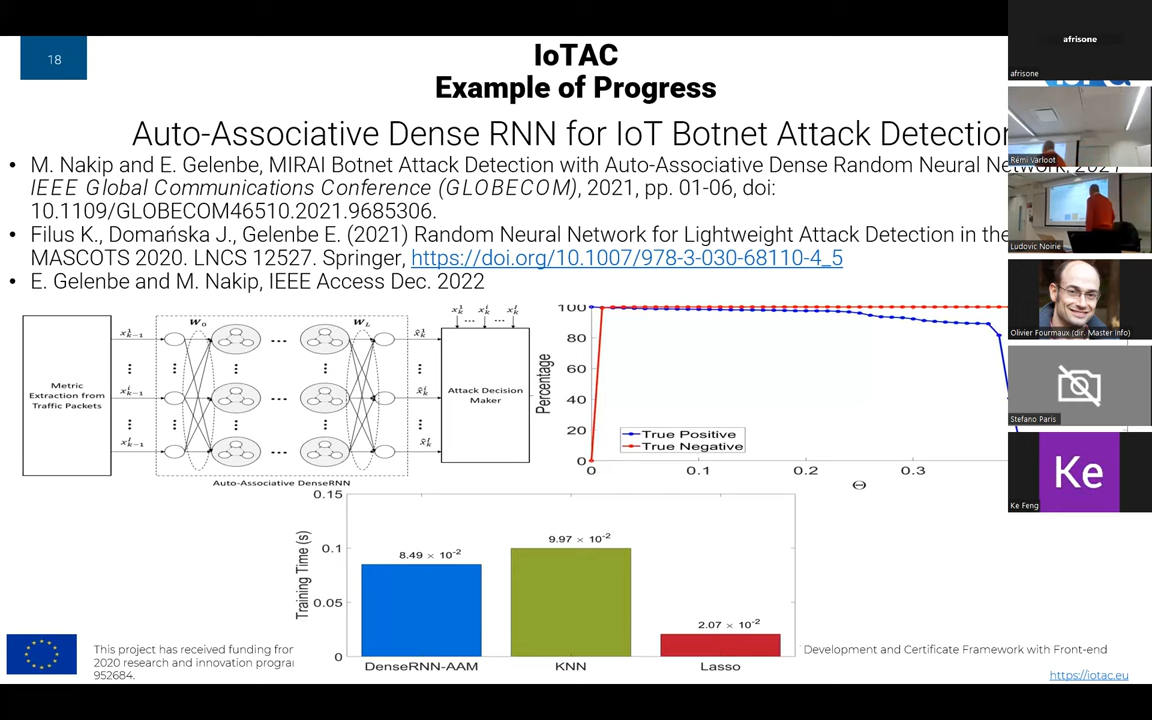 18
IoTAC
Example of Progress
Auto-Associative Dense RNN for IoT Botnet Attack Detection
• M. Nakip and E. Gelenbe, MIRAI Botnet Attack Detection with Auto-Associative Dense Random Neural Network, 2021
IEEE Global Communications Conference (GLOBECOM), 2021, pp. 01-06, doi:
10.1109/GLOBECOM46510.2021.9685306.
• Filus K., Domańska J., Gelenbe E. (2021) Random Neural Network for Lightweight Attack Detection in the
MASCOTS 2020. LNCS 12527. Springer, https://doi.org/10.1007/978-3-030-68110-4_5
• E. Gelenbe and M. Nakip, IEEE Access Dec. 2022
Metric
Extraction from
Traffic Packets
W₀
W_L
Attack Decision
Maker
Auto-Associative DenseRNN
Percentage
100
80
60
40
20
0
True Positive
True Negative
0
0.1
0.2
0.3
Θ
Training Time (s)
0.15
0.1
0.05
0
8.49 × 10⁻²
9.97 × 10⁻²
2.07 × 10⁻²
DenseRNN-AAM
KNN
Lasso
This project has received funding from
2020 research and innovation progra
952684.
Development and Certificate Framework with Front-end
https://iotac.eu
afrisone
afrisone
Rémi Varloot
Ludovic Noirie
Olivier Fourmaux (dir. Master Info)
Stefano Paris
Ke
Ke Feng